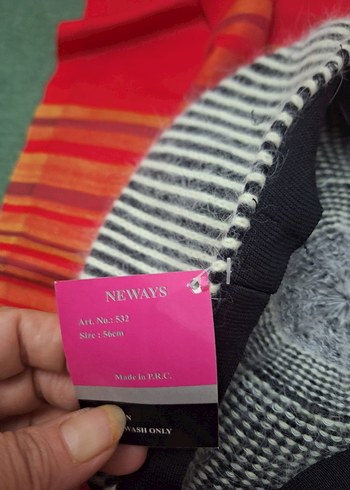 NEWAYS
Art. No.: 532
Size : 56cm
Made in P.R.C.
WASH ONLY